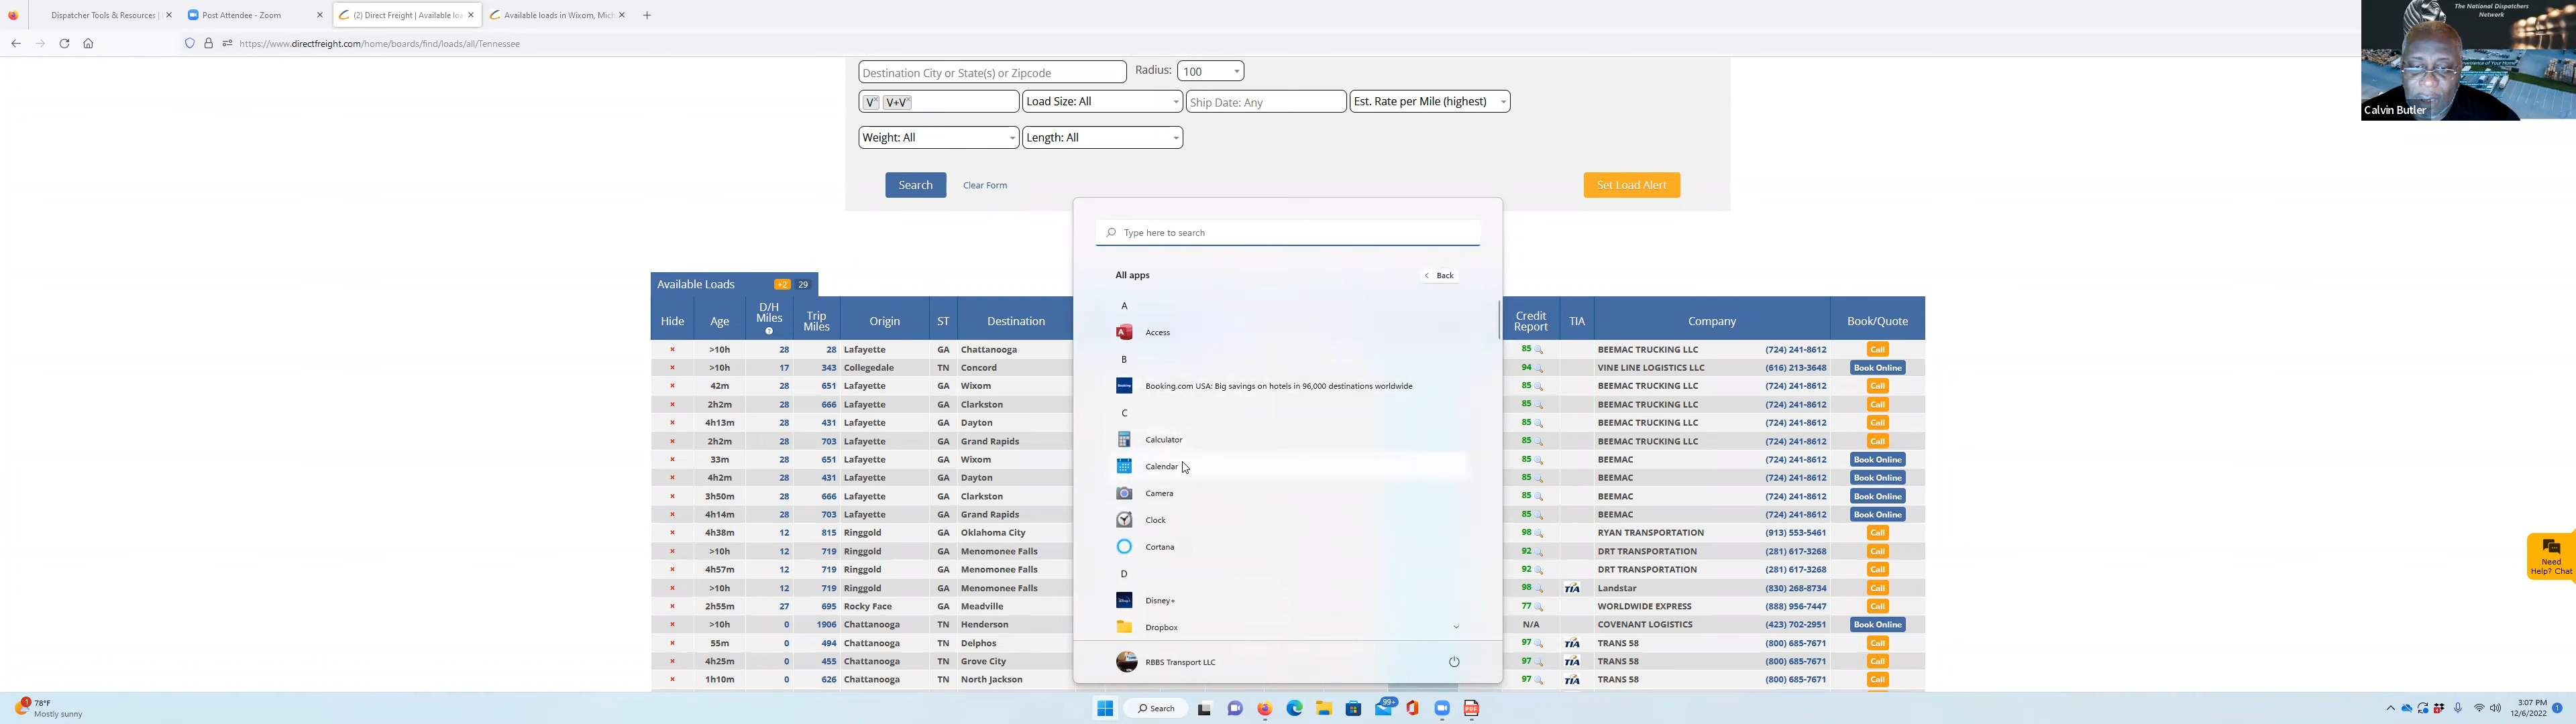 Dispatcher Tools & Resources |
Post Attendee - Zoom
(2) Direct Freight | Available loa
Available loads in Wixom, Mich
https://www.directfreight.com/home/boards/find/loads/all/Tennessee
The National Dispatchers
Network
Calvin Butler
Destination City or State(s) or Zipcode
Radius: 100
V V+V
Load Size: All
Ship Date: Any
Est. Rate per Mile (highest)
Weight: All
Length: All
Search
Clear Form
Set Load Alert
Type here to search
All apps
Back
A
Access
B
Booking.com USA: Big savings on hotels in 96,000 destinations worldwide
C
Calculator
Calendar
Camera
Clock
Cortana
D
Disney+
Dropbox
RBBS Transport LLC
Available Loads +2 29
Hide Age D/H Miles Trip Miles Origin ST Destination Credit Report TIA Company Book/Quote
× >10h 28 28 Lafayette GA Chattanooga 85 BEEMAC TRUCKING LLC (724) 241-8612 Call
× >10h 17 343 Collegedale TN Concord 94 VINE LINE LOGISTICS LLC (616) 213-3648 Book Online
× 42m 28 651 Lafayette GA Wixom 85 BEEMAC TRUCKING LLC (724) 241-8612 Call
× 2h2m 28 666 Lafayette GA Clarkston 85 BEEMAC TRUCKING LLC (724) 241-8612 Call
× 4h13m 28 431 Lafayette GA Dayton 85 BEEMAC TRUCKING LLC (724) 241-8612 Call
× 2h2m 28 703 Lafayette GA Grand Rapids 85 BEEMAC TRUCKING LLC (724) 241-8612 Call
× 33m 28 651 Lafayette GA Wixom 85 BEEMAC (724) 241-8612 Book Online
× 4h2m 28 431 Lafayette GA Dayton 85 BEEMAC (724) 241-8612 Book Online
× 3h50m 28 666 Lafayette GA Clarkston 85 BEEMAC (724) 241-8612 Book Online
× 4h14m 28 703 Lafayette GA Grand Rapids 85 BEEMAC (724) 241-8612 Book Online
× 4h38m 12 815 Ringgold GA Oklahoma City 98 RYAN TRANSPORTATION (913) 553-5461 Call
× >10h 12 719 Ringgold GA Menomonee Falls 92 DRT TRANSPORTATION (281) 617-3268 Call
× 4h57m 12 719 Ringgold GA Menomonee Falls 92 DRT TRANSPORTATION (281) 617-3268 Call
× >10h 12 719 Ringgold GA Menomonee Falls 98 TIA Landstar (830) 268-8734 Call
× 2h55m 27 695 Rocky Face GA Meadville 77 WORLDWIDE EXPRESS (888) 956-7447 Call
× >10h 0 1906 Chattanooga TN Henderson N/A COVENANT LOGISTICS (423) 702-2951 Book Online
× 55m 0 494 Chattanooga TN Delphos 97 TIA TRANS 58 (800) 685-7671 Call
× 4h25m 0 455 Chattanooga TN Grove City 97 TIA TRANS 58 (800) 685-7671 Call
× 1h10m 0 626 Chattanooga TN North Jackson 97 TIA TRANS 58 (800) 685-7671 Call
Need
Help? Chat
1
78°F
Mostly sunny
Search
99+
PDF
3:07 PM
12/6/2022
1